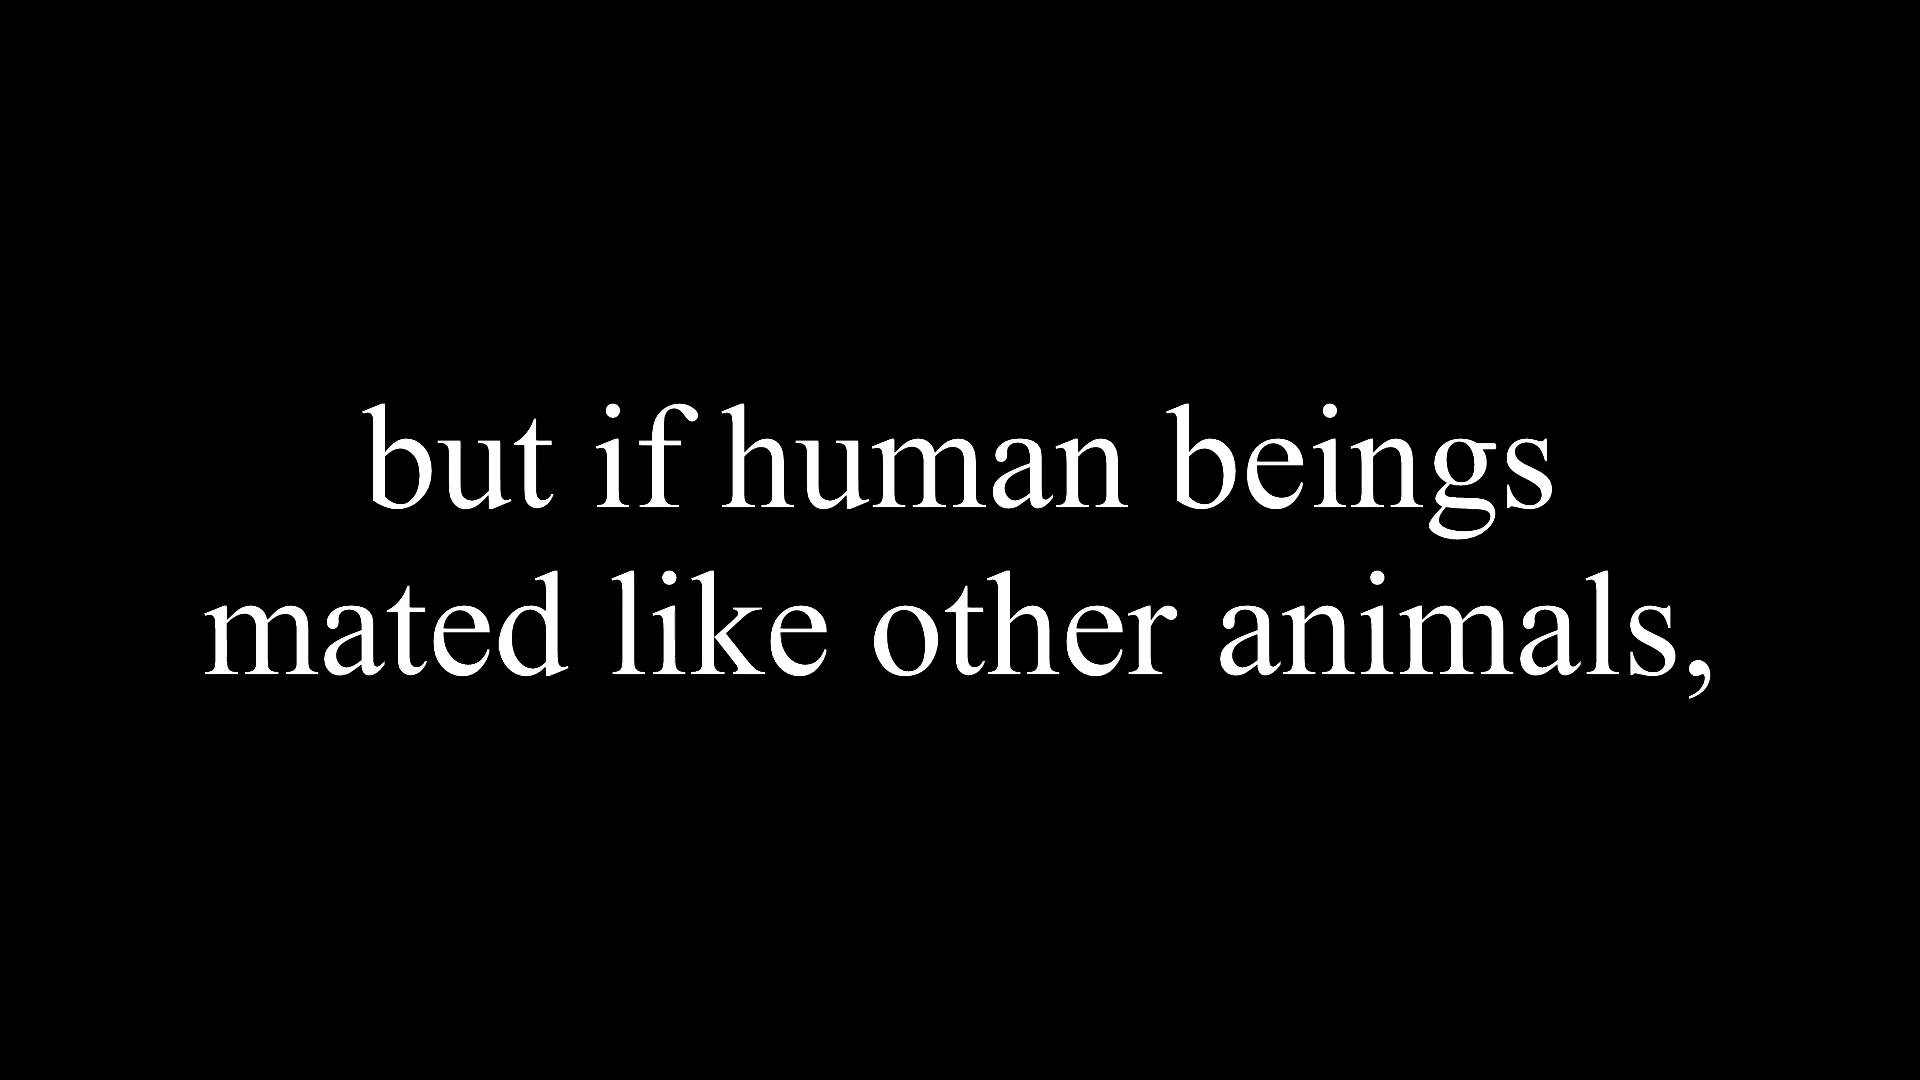 but if human beings
mated like other animals,